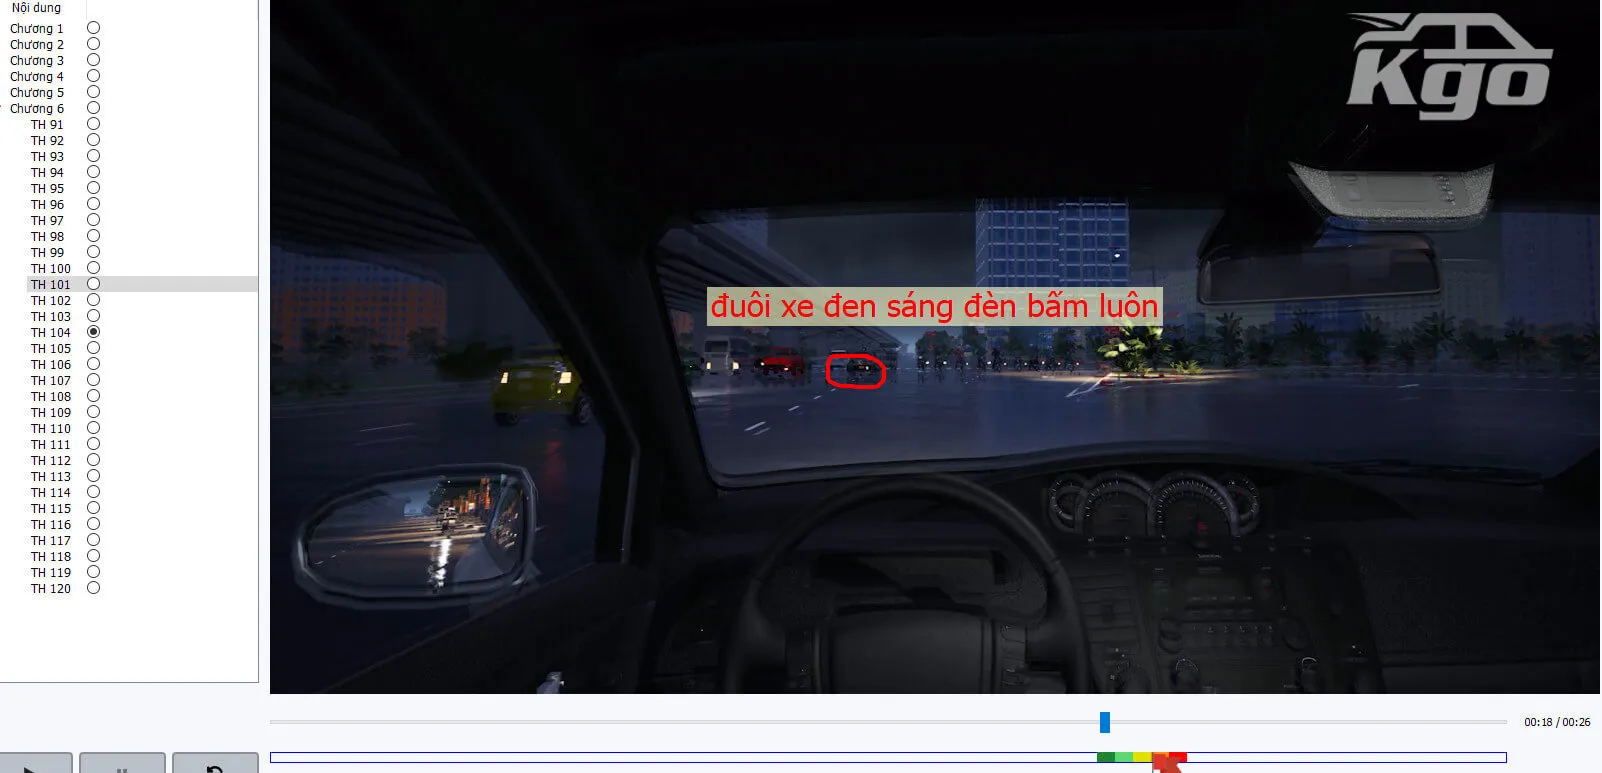 Nội dung
Chương 1
Chương 2
Chương 3
Chương 4
Chương 5
Chương 6
TH 91
TH 92
TH 93
TH 94
TH 95
TH 96
TH 97
TH 98
TH 99
TH 100
TH 101
TH 102
TH 103
TH 104
TH 105
TH 106
TH 107
TH 108
TH 109
TH 110
TH 111
TH 112
TH 113
TH 114
TH 115
TH 116
TH 117
TH 118
TH 119
TH 120
Kgo
đuôi xe đen sáng đèn bấm luôn
00:18 / 00:26